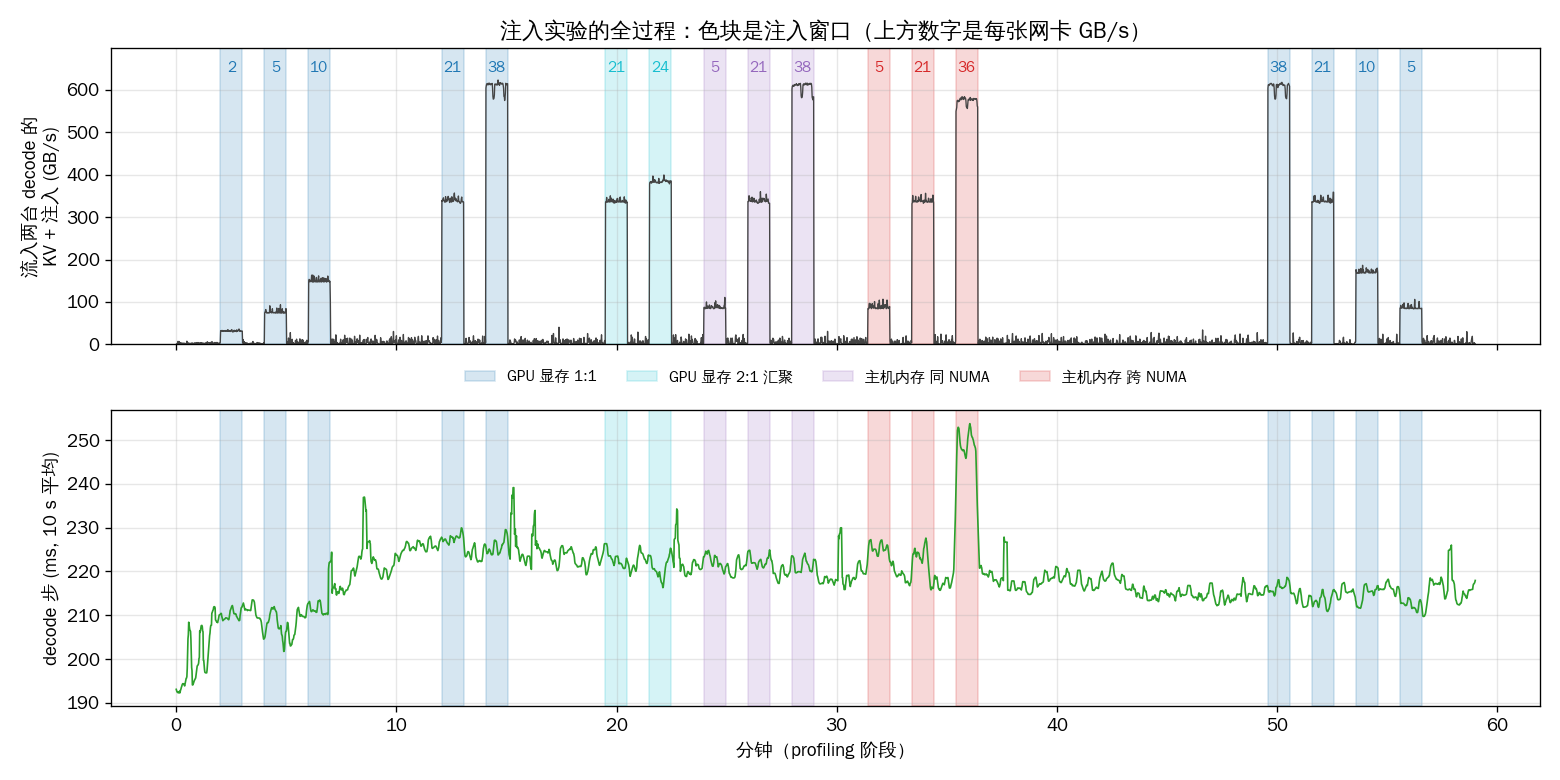 注入实验的全过程：色块是注入窗口（上方数字是每张网卡 GB/s）
2 5 10 21 38 21 24 5 21 38 5 21 36 38 21 10 5
流入两台 decode 的
KV + 注入 (GB/s)
600
500
400
300
200
100
0
GPU 显存 1:1 GPU 显存 2:1 汇聚 主机内存 同 NUMA 主机内存 跨 NUMA
decode 步 (ms, 10 s 平均)
250
240
230
220
210
200
190
0 10 20 30 40 50 60
分钟（profiling 阶段）